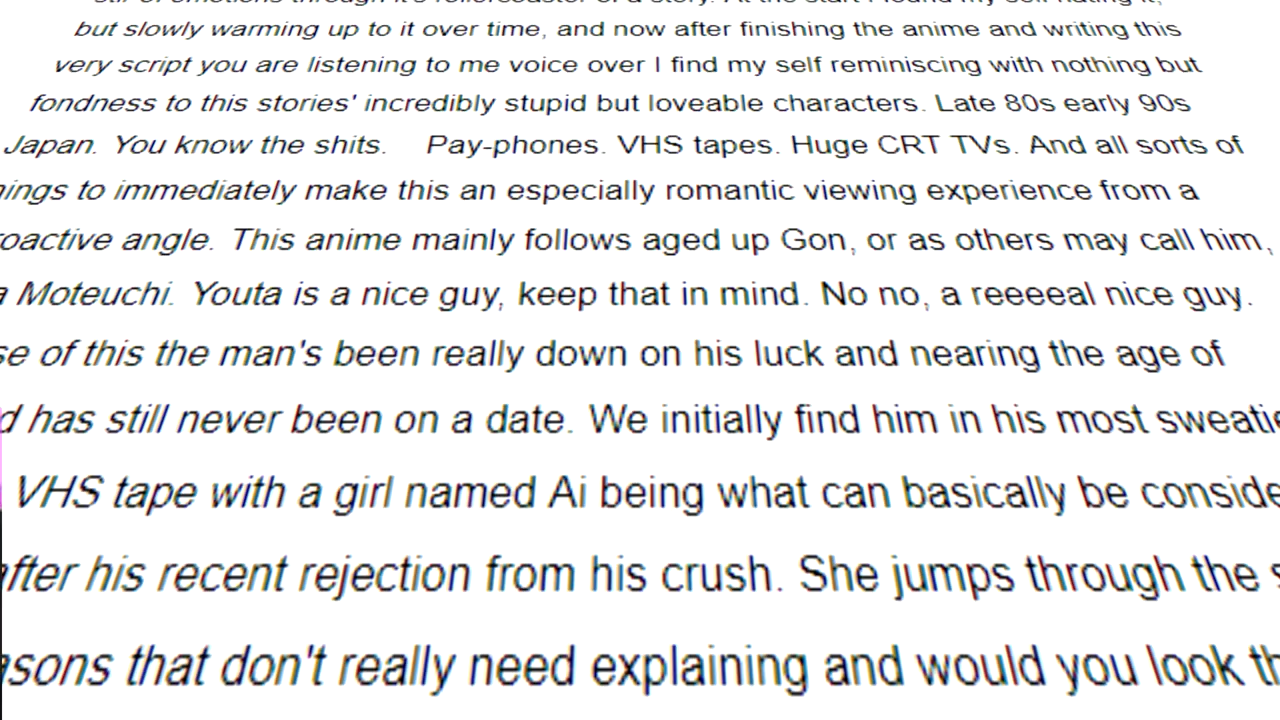 but slowly warming up to it over time, and now after finishing the anime and writing this
very script you are listening to me voice over I find my self reminiscing with nothing but
fondness to this stories' incredibly stupid but loveable characters. Late 80s early 90s
Japan. You know the shits. Pay-phones. VHS tapes. Huge CRT TVs. And all sorts of
to immediately make this an especially romantic viewing experience from a
angle. This anime mainly follows aged up Gon, or as others may call him,
Moteuchi. Youta is a nice guy, keep that in mind. No no, a reeeeal nice guy.
of this the man's been really down on his luck and nearing the age of
has still never been on a date. We initially find him in his most
VHS tape with a girl named Ai being what can basically be
his recent rejection from his crush. She jumps through the
that don't really need explaining and would you look